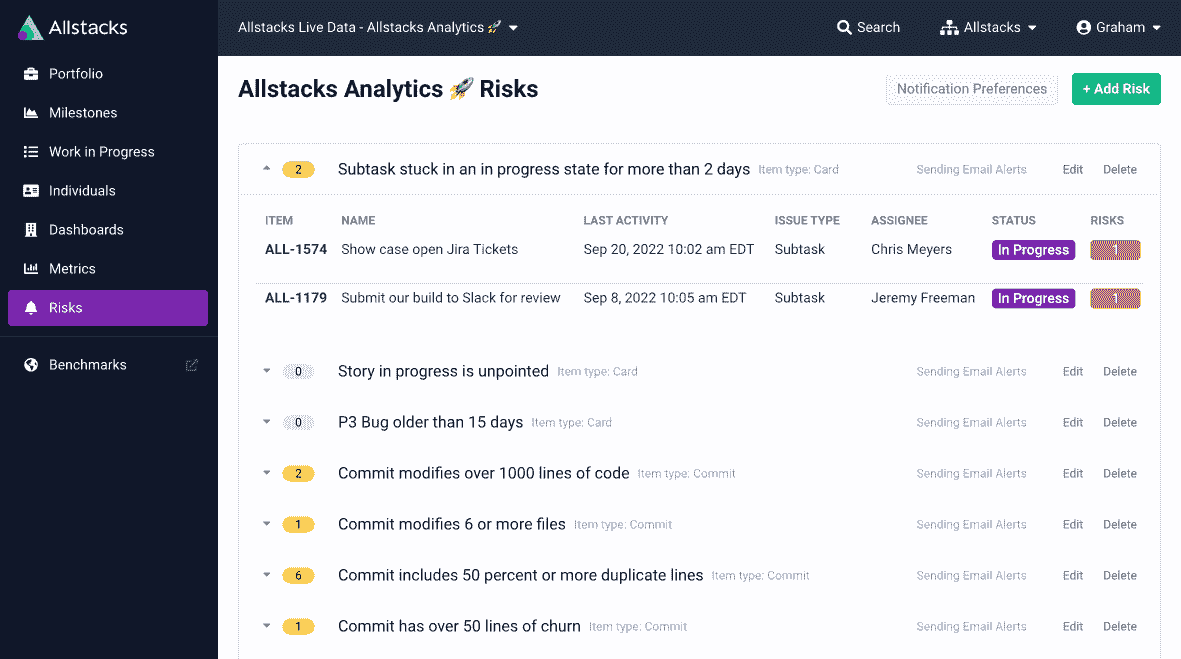 Allstacks
Allstacks Live Data - Allstacks Analytics 🚀
Search
Allstacks
Graham
Portfolio
Milestones
Work in Progress
Individuals
Dashboards
Metrics
Risks
Benchmarks
Allstacks Analytics 🚀 Risks
Notification Preferences
+ Add Risk
2 Subtask stuck in an in progress state for more than 2 days Item type: Card Sending Email Alerts Edit Delete
ITEM NAME LAST ACTIVITY ISSUE TYPE ASSIGNEE STATUS RISKS
ALL-1574 Show case open Jira Tickets Sep 20, 2022 10:02 am EDT Subtask Chris Meyers In Progress 1
ALL-1179 Submit our build to Slack for review Sep 8, 2022 10:05 am EDT Subtask Jeremy Freeman In Progress 1
0 Story in progress is unpointed Item type: Card Sending Email Alerts Edit Delete
0 P3 Bug older than 15 days Item type: Card Sending Email Alerts Edit Delete
2 Commit modifies over 1000 lines of code Item type: Commit Sending Email Alerts Edit Delete
1 Commit modifies 6 or more files Item type: Commit Sending Email Alerts Edit Delete
6 Commit includes 50 percent or more duplicate lines Item type: Commit Sending Email Alerts Edit Delete
1 Commit has over 50 lines of churn Item type: Commit Sending Email Alerts Edit Delete